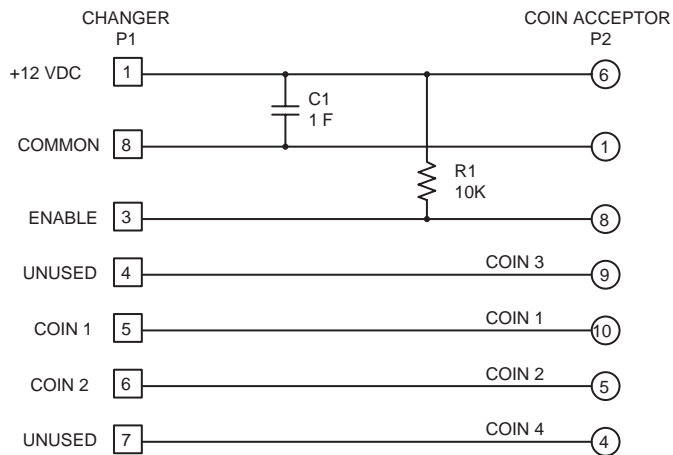 CHANGER
P1
COIN ACCEPTOR
P2
+12 VDC 1 6
C1
1 F
COMMON 8 1
R1
10K
ENABLE 3 8
UNUSED 4 COIN 3 9
COIN 1 5 COIN 1 10
COIN 2 6 COIN 2 5
UNUSED 7 COIN 4 4